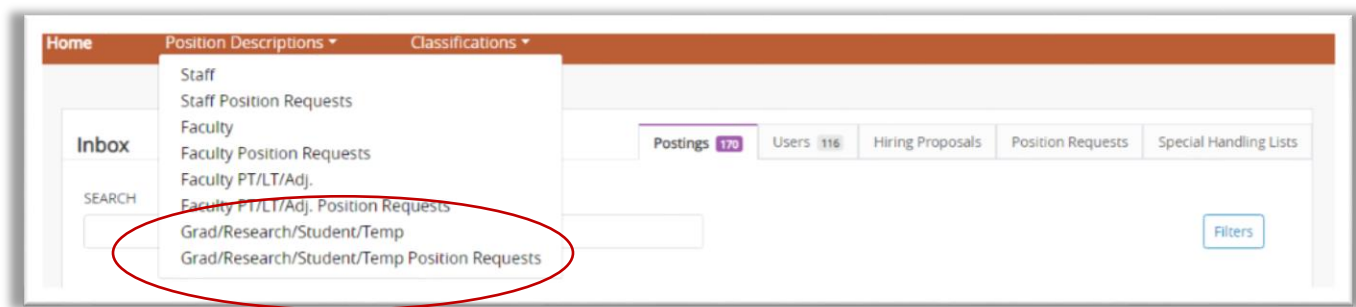 Home Position Descriptions Classifications
Staff
Staff Position Requests
Faculty
Faculty Position Requests
Faculty PT/LT/Adj.
Faculty PT/LT/Adj. Position Requests
Grad/Research/Student/Temp
Grad/Research/Student/Temp Position Requests
Inbox
Postings 170 Users 116 Hiring Proposals Position Requests Special Handling Lists
SEARCH
Filters